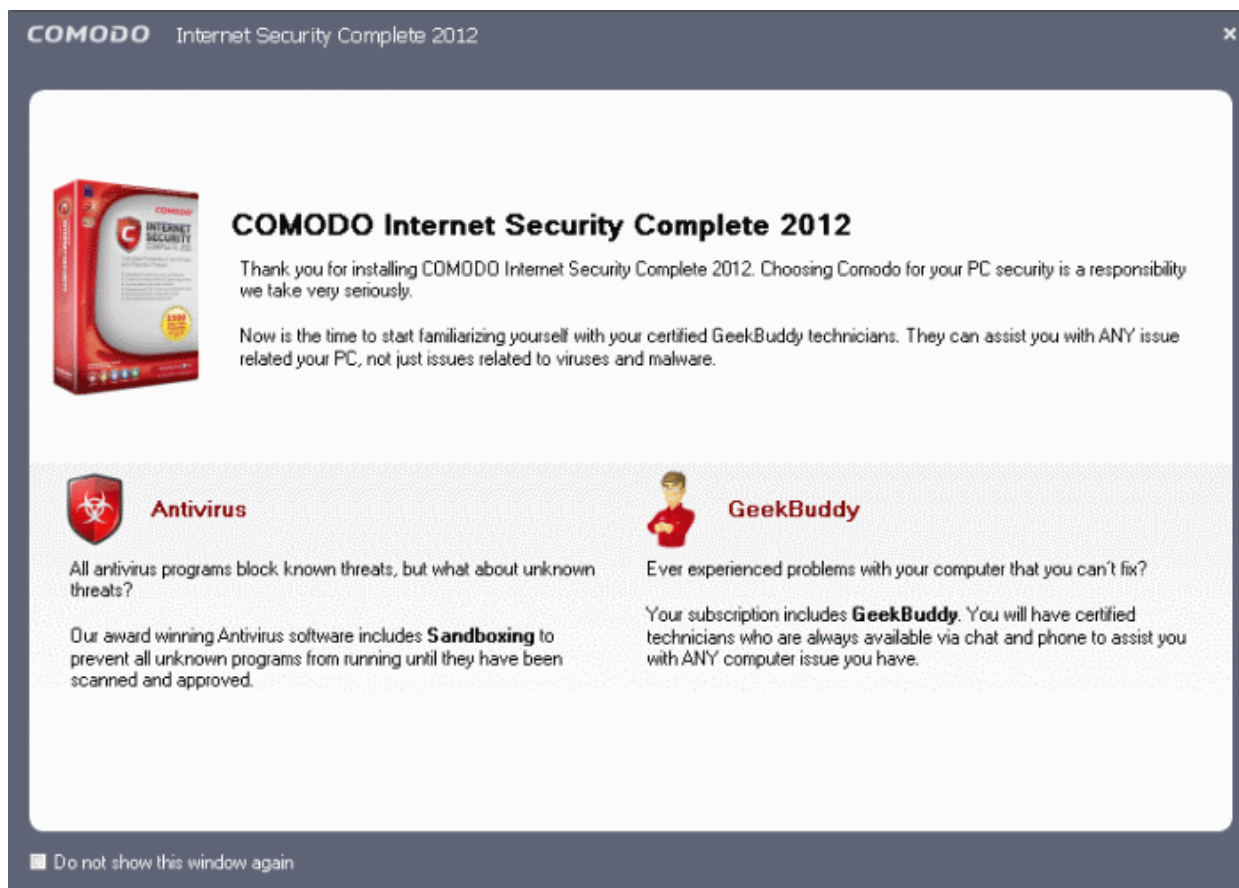 COMODO Internet Security Complete 2012
COMODO
INTERNET
SECURITY
COMPLETE 2012
COMODO Internet Security Complete 2012
Thank you for installing COMODO Internet Security Complete 2012. Choosing Comodo for your PC security is a responsibility
we take very seriously.
Now is the time to start familiarizing yourself with your certified GeekBuddy technicians. They can assist you with ANY issue
related your PC, not just issues related to viruses and malware.
Antivirus
All antivirus programs block known threats, but what about unknown
threats?
Our award winning Antivirus software includes Sandboxing to
prevent all unknown programs from running until they have been
scanned and approved.
GeekBuddy
Ever experienced problems with your computer that you can't fix?
Your subscription includes GeekBuddy. You will have certified
technicians who are always available via chat and phone to assist you
with ANY computer issue you have.
Do not show this window again